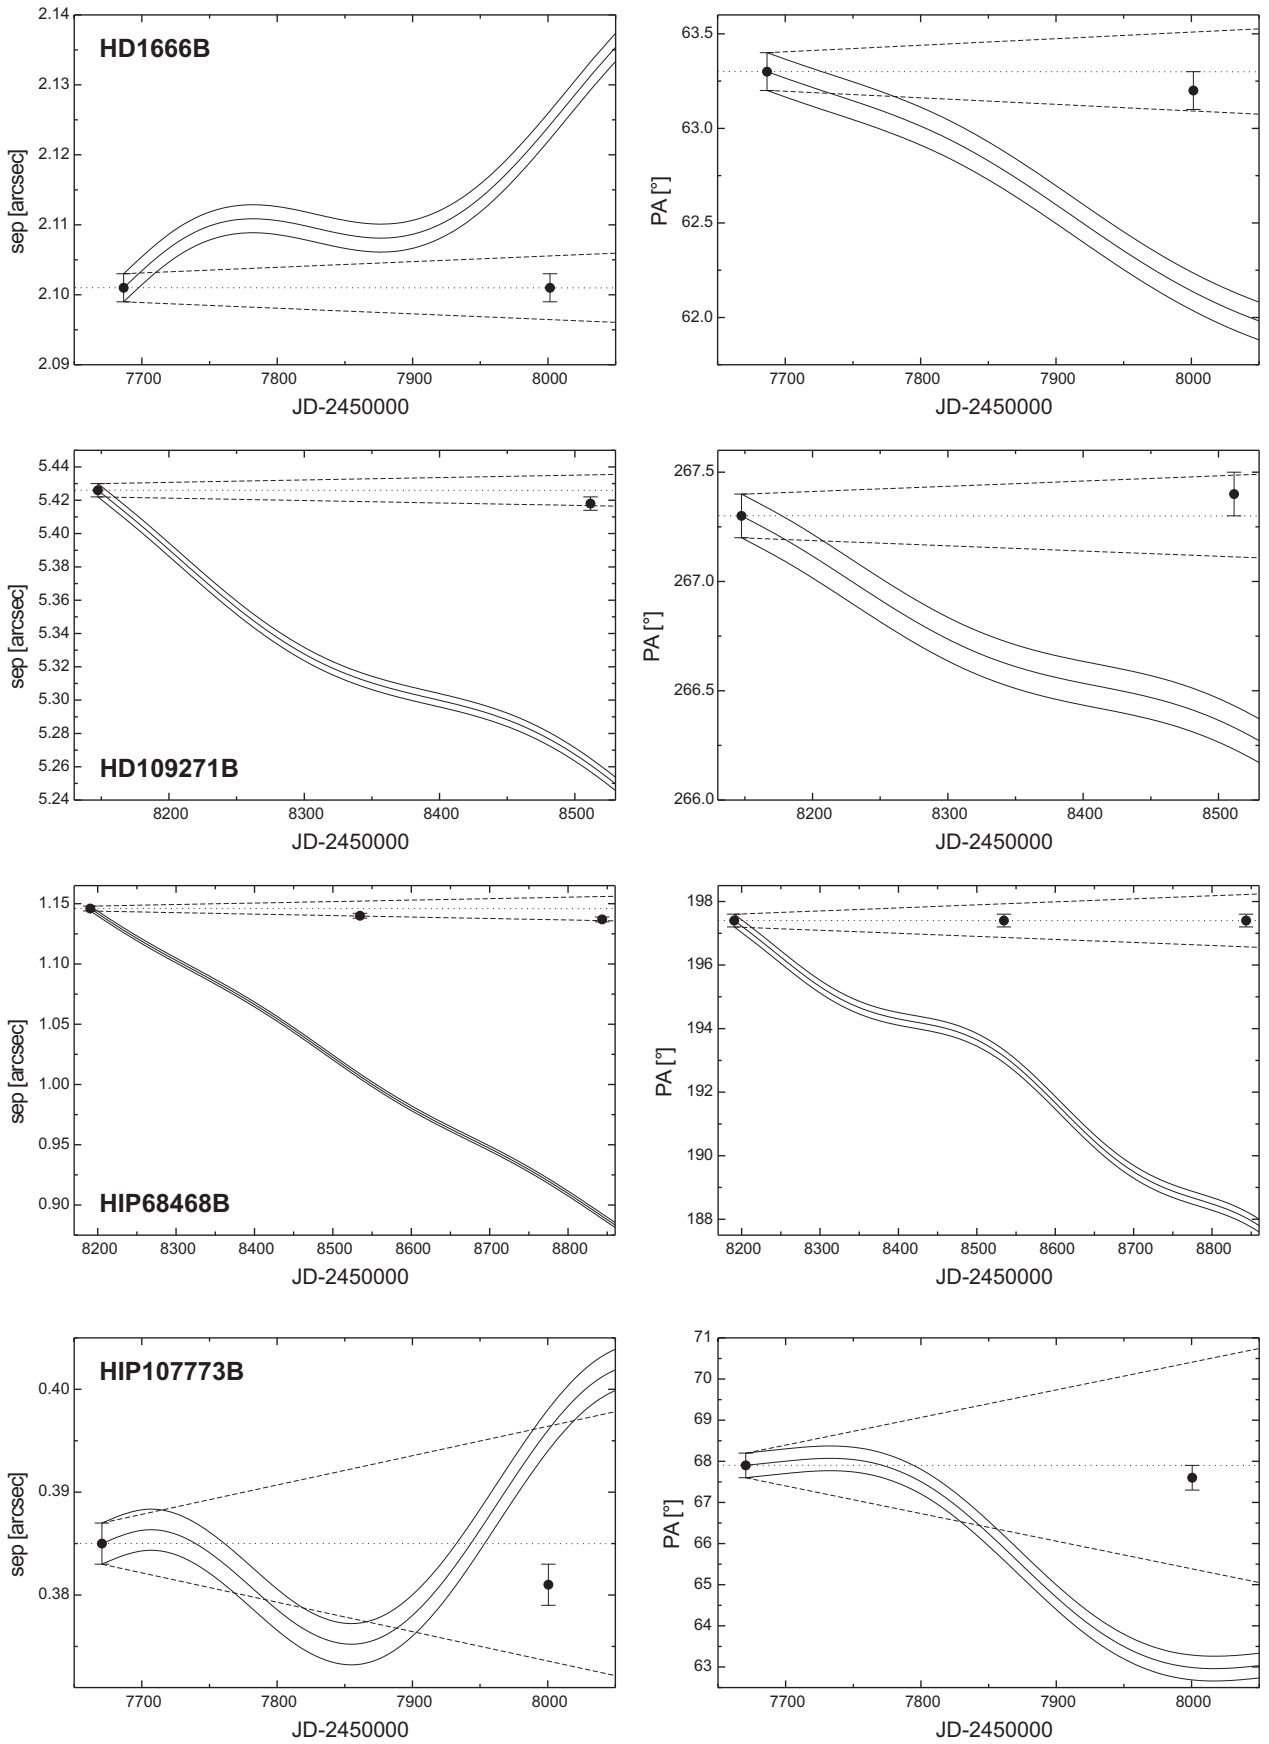 2.14
2.13
2.12
2.11
2.10
2.09
sep [arcsec]
HD1666B
7700 7800 7900 8000
JD-2450000
63.5
63.0
62.5
62.0
PA [°]
7700 7800 7900 8000
JD-2450000
5.44
5.42
5.40
5.38
5.36
5.34
5.32
5.30
5.28
5.26
5.24
sep [arcsec]
HD109271B
8200 8300 8400 8500
JD-2450000
267.5
267.0
266.5
266.0
PA [°]
8200 8300 8400 8500
JD-2450000
1.15
1.10
1.05
1.00
0.95
0.90
sep [arcsec]
HIP68468B
8200 8300 8400 8500 8600 8700 8800
JD-2450000
198
196
194
192
190
188
PA [°]
8200 8300 8400 8500 8600 8700 8800
JD-2450000
0.40
0.39
0.38
sep [arcsec]
HIP107773B
7700 7800 7900 8000
JD-2450000
71
70
69
68
67
66
65
64
63
PA [°]
7700 7800 7900 8000
JD-2450000